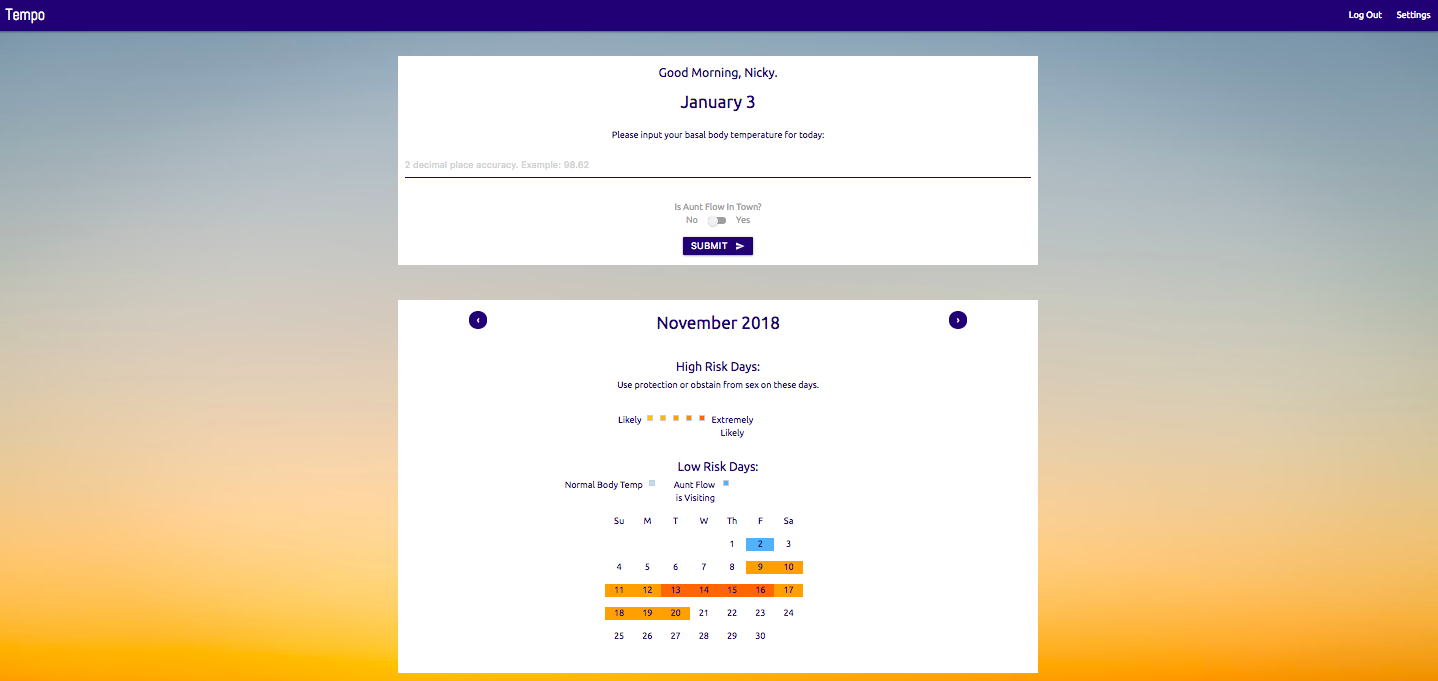 Tempo
Log Out Settings
Good Morning, Nicky.
January 3
Please input your basal body temperature for today:
2 decimal place accuracy. Example: 98.62
Is Aunt Flow In Town?
No Yes
SUBMIT
‹ November 2018 ›
High Risk Days:
Use protection or obstain from sex on these days.
Likely Extremely
Likely
Low Risk Days:
Normal Body Temp Aunt Flow
is Visiting
Su M T W Th F Sa
1 2 3
4 5 6 7 8 9 10
11 12 13 14 15 16 17
18 19 20 21 22 23 24
25 26 27 28 29 30